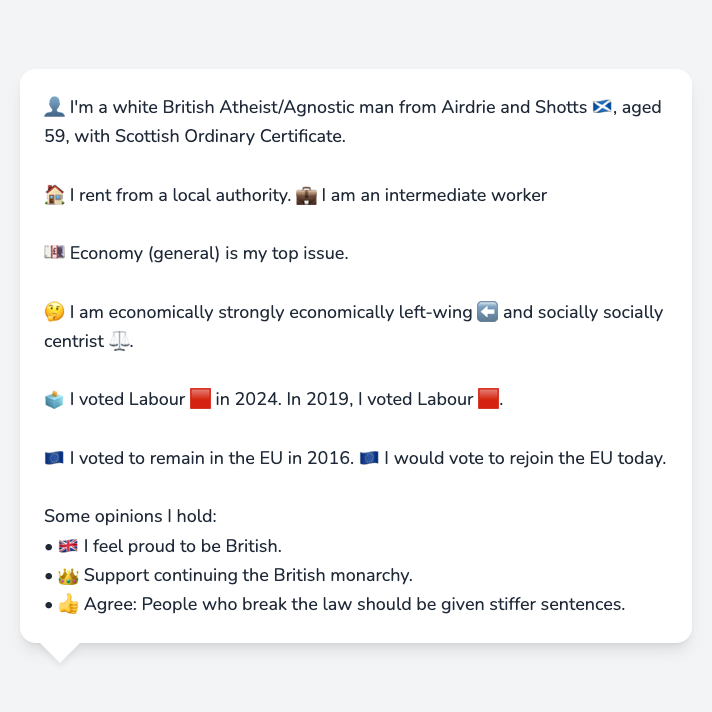 👤 I'm a white British Atheist/Agnostic man from Airdrie and Shotts 🏴󠁧󠁢󠁳󠁣󠁴󠁿, aged
59, with Scottish Ordinary Certificate.
🏠 I rent from a local authority. 💼 I am an intermediate worker
💷 Economy (general) is my top issue.
🤔 I am economically strongly economically left-wing ⬅️ and socially socially
centrist ⚖️.
🗳️ I voted Labour 🟥 in 2024. In 2019, I voted Labour 🟥.
🇪🇺 I voted to remain in the EU in 2016. 🇪🇺 I would vote to rejoin the EU today.
Some opinions I hold:
• 🇬🇧 I feel proud to be British.
• 👑 Support continuing the British monarchy.
• 👍 Agree: People who break the law should be given stiffer sentences.